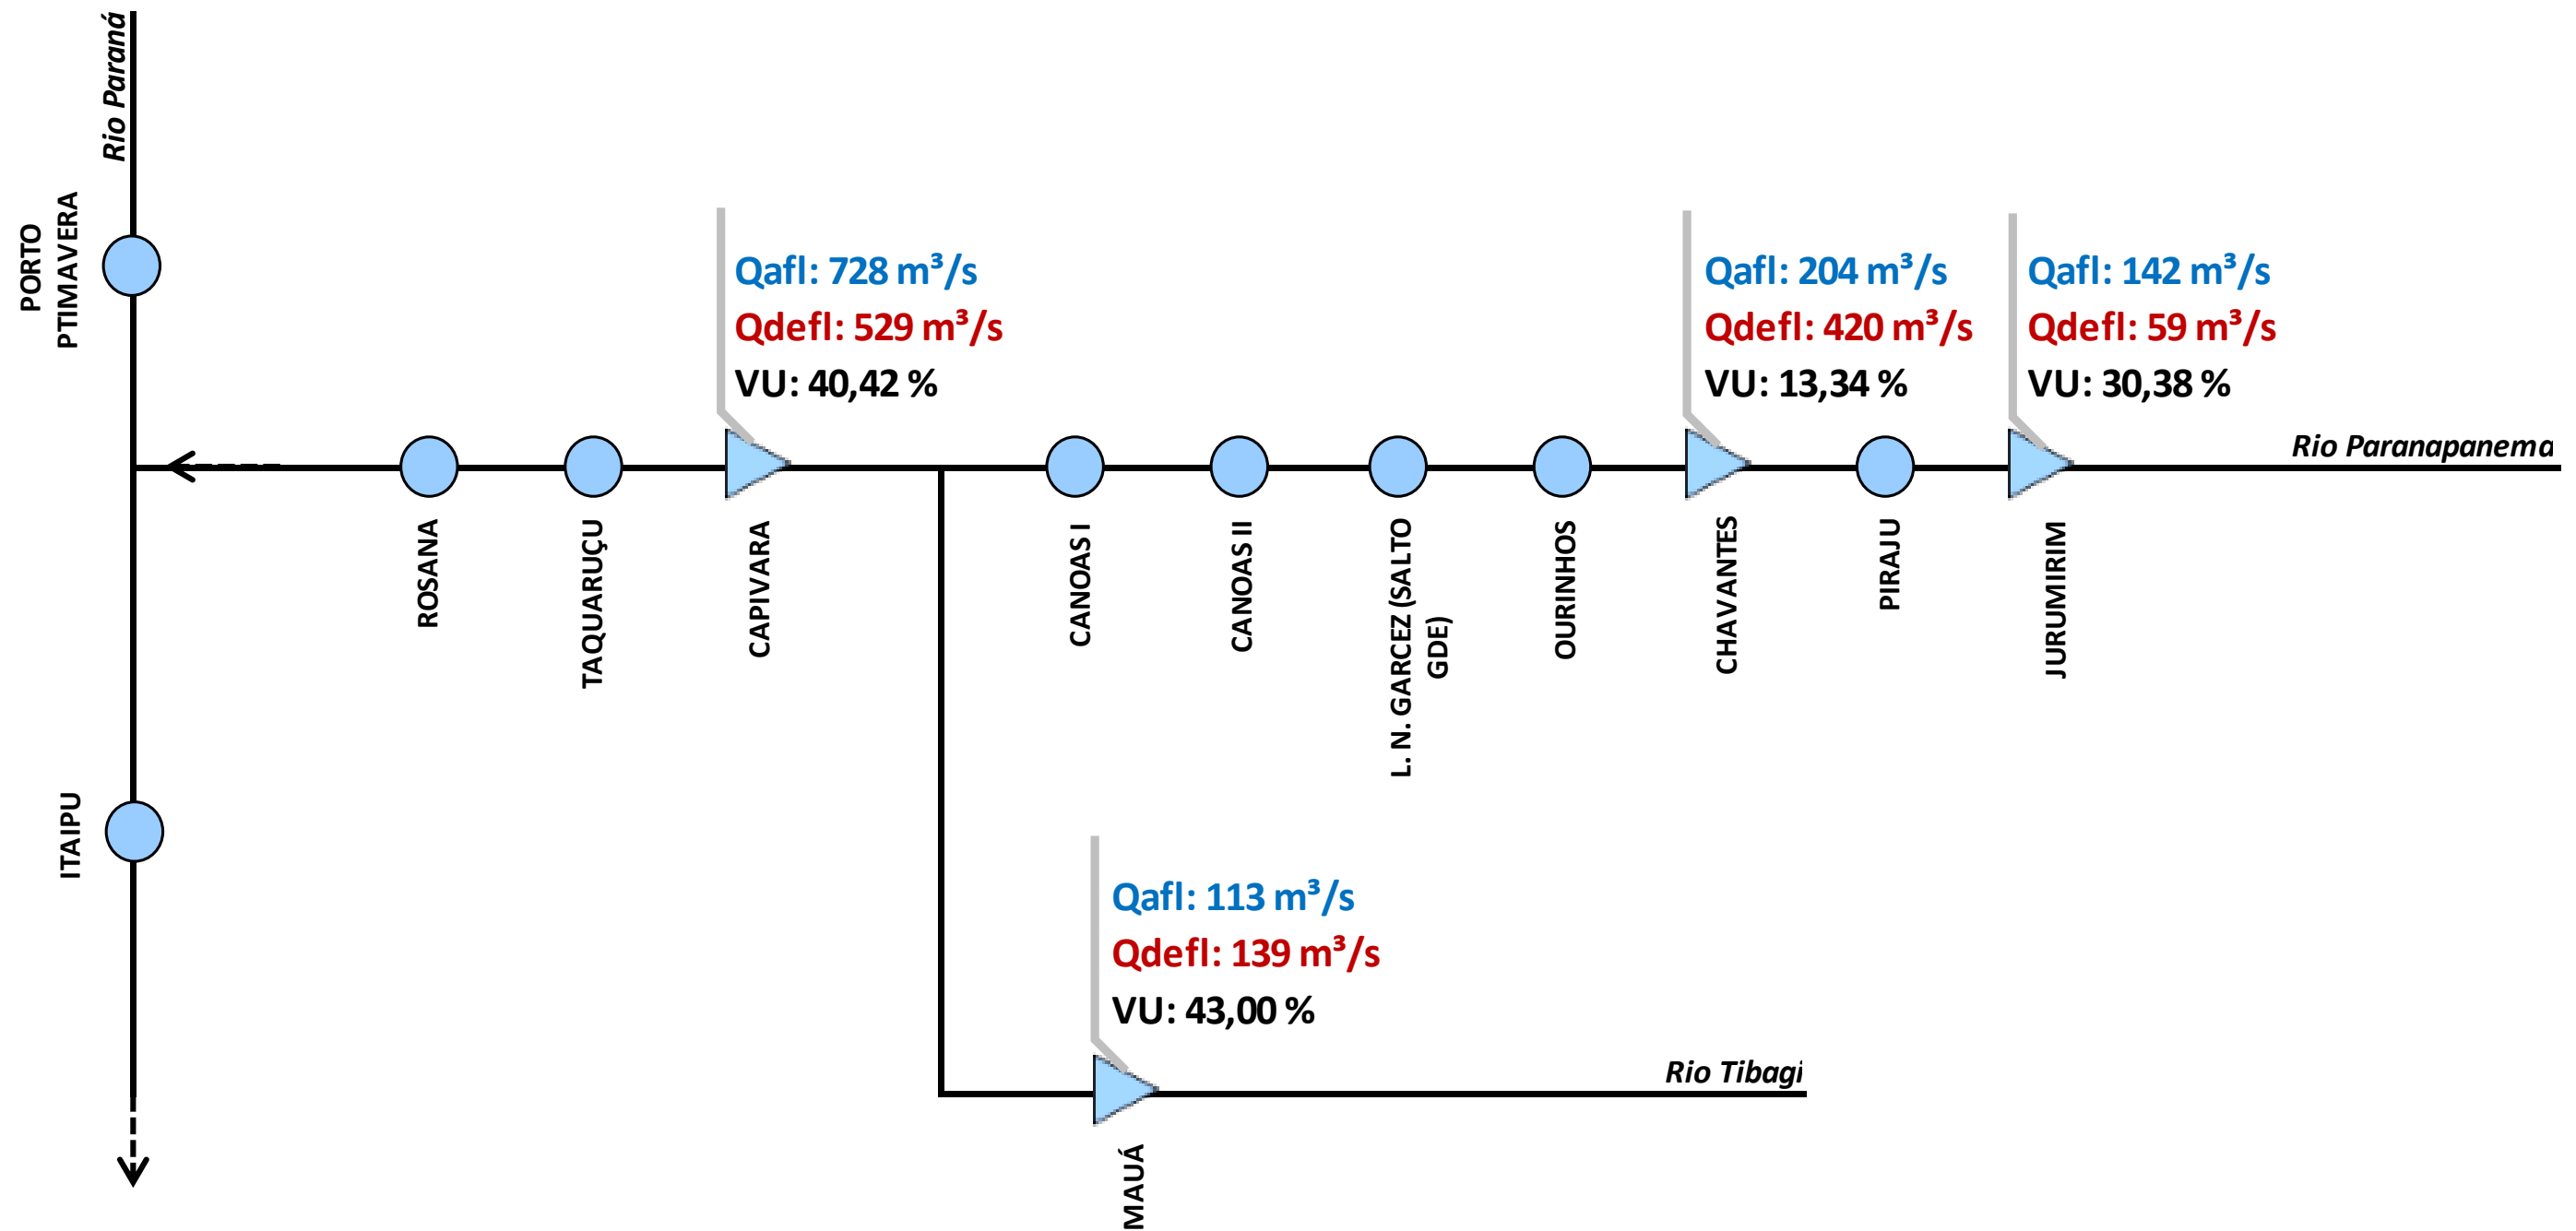 Rio Paraná
PORTO
PTIMAVERA
Qafl: 728 m³/s
Qdefl: 529 m³/s
VU: 40,42 %
Qafl: 204 m³/s
Qdefl: 420 m³/s
VU: 13,34 %
Qafl: 142 m³/s
Qdefl: 59 m³/s
VU: 30,38 %
Rio Paranapanema
ROSANA
TAQUARUÇU
CAPIVARA
CANOAS I
CANOAS II
L. N. GARCEZ (SALTO
GDE)
OURINHOS
CHAVANTES
PIRAJU
JURUMIRIM
ITAIPU
Qafl: 113 m³/s
Qdefl: 139 m³/s
VU: 43,00 %
Rio Tibagi
MAUÁ